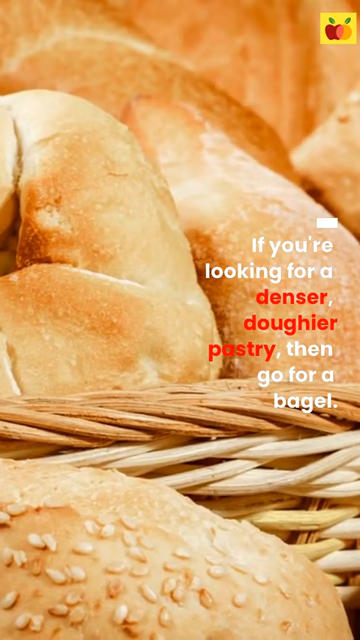 If you're
looking for a
denser,
doughier
pastry, then
go for a
bagel.